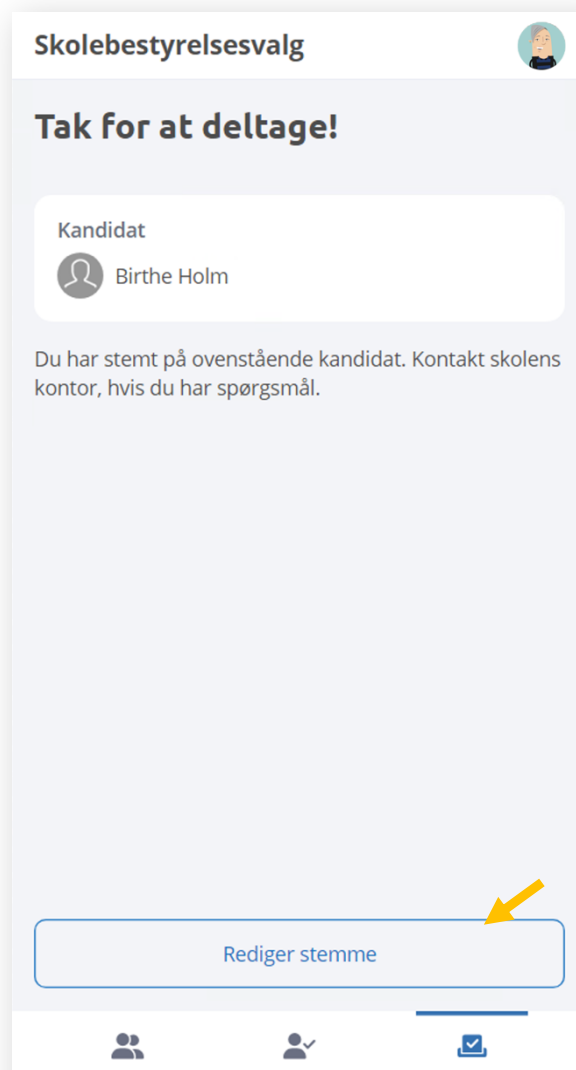 Skolebestyrelsesvalg
Tak for at deltage!
Kandidat
Birthe Holm
Du har stemt på ovenstående kandidat. Kontakt skolens
kontor, hvis du har spørgsmål.
Rediger stemme